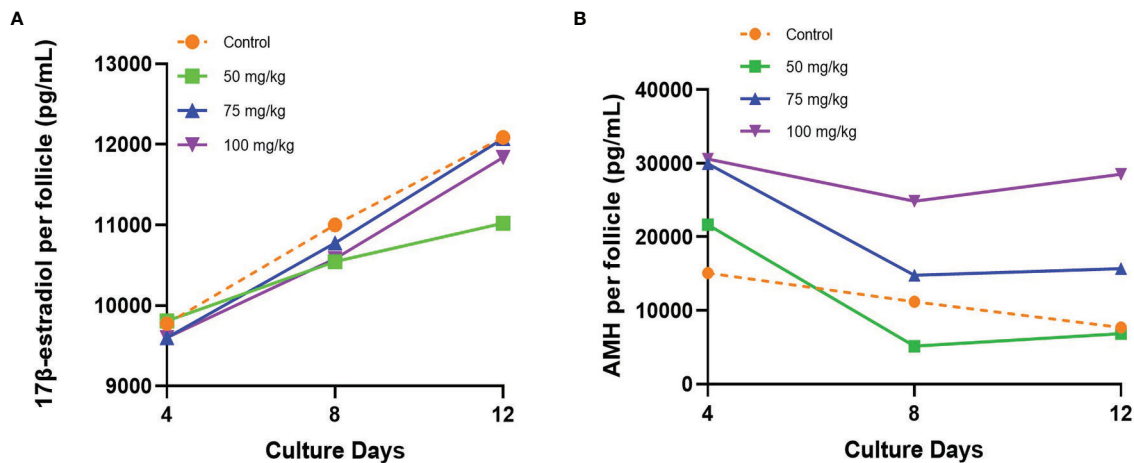 A
17β-estradiol per follicle (pg/mL)
Control
50 mg/kg
75 mg/kg
100 mg/kg
13000
12000
11000
10000
9000
4 8 12
Culture Days
B
AMH per follicle (pg/mL)
Control
50 mg/kg
75 mg/kg
100 mg/kg
40000
30000
20000
10000
0
4 8 12
Culture Days